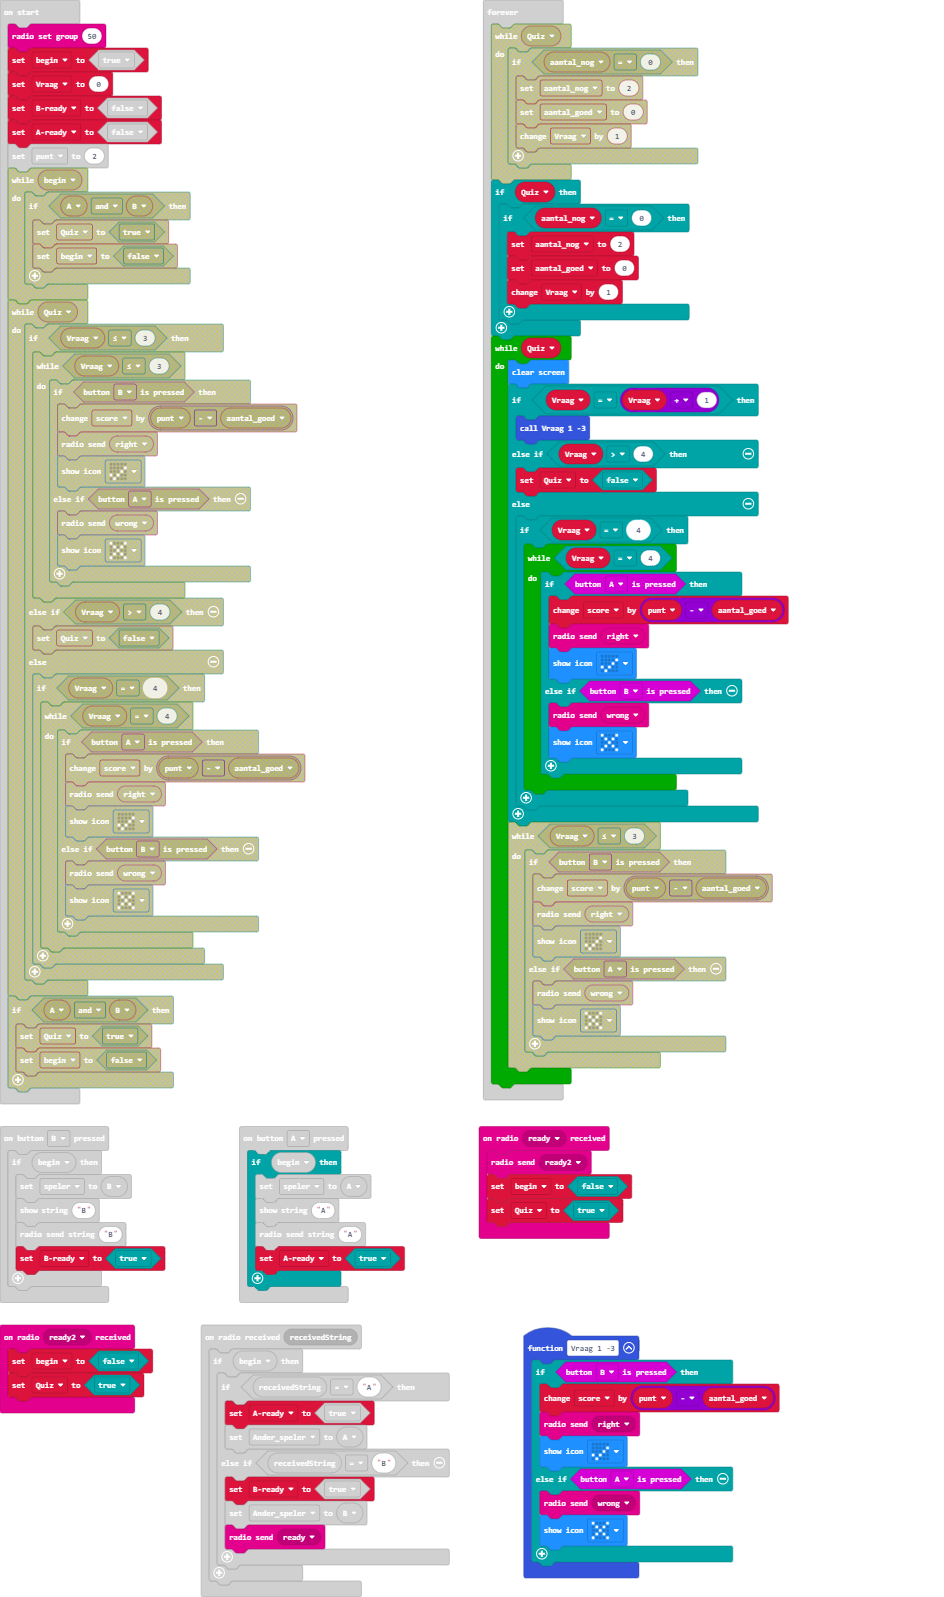 on start
radio set group 50
set begin to true
set Vraag to 0
set B-ready to false
set A-ready to false
set punt to 2
while begin
do
if A and B then
set Quiz to true
set begin to false
while Quiz
do
if Vraag ≤ 3 then
while Vraag ≤ 3
do
if button B is pressed then
change score by punt - aantal_goed
radio send right
show icon
else if button A is pressed then
radio send wrong
show icon
else if Vraag > 4 then
set Quiz to false
else
if Vraag = 4 then
while Vraag = 4
do
if button A is pressed then
change score by punt - aantal_goed
radio send right
show icon
else if button B is pressed then
radio send wrong
show icon
if A and B then
set Quiz to true
set begin to false
forever
while Quiz
do
if aantal_nog = 0 then
set aantal_nog to 2
set aantal_goed to 0
change Vraag by 1
if Quiz then
if aantal_nog = 0 then
set aantal_nog to 2
set aantal_goed to 0
change Vraag by 1
while Quiz
do
clear screen
if Vraag = Vraag + 1 then
call Vraag 1 -3
else if Vraag > 4 then
set Quiz to false
else
if Vraag = 4 then
while Vraag = 4
do
if button A is pressed then
change score by punt - aantal_goed
radio send right
show icon
else if button B is pressed then
radio send wrong
show icon
while Vraag ≤ 3
do
if button B is pressed then
change score by punt - aantal_goed
radio send right
show icon
else if button A is pressed then
radio send wrong
show icon
on button B pressed
if begin then
set speler to B
show string "B"
radio send string "B"
set B-ready to true
on button A pressed
if begin then
set speler to A
show string "A"
radio send string "A"
set A-ready to true
on radio ready received
radio send ready2
set begin to false
set Quiz to true
on radio ready2 received
set begin to false
set Quiz to true
on radio received receivedString
if begin then
if receivedString = "A" then
set A-ready to true
set Ander_speler to A
else if receivedString = "B" then
set B-ready to true
set Ander_speler to B
radio send ready
function Vraag 1 -3
if button B is pressed then
change score by punt - aantal_goed
radio send right
show icon
else if button A is pressed then
radio send wrong
show icon